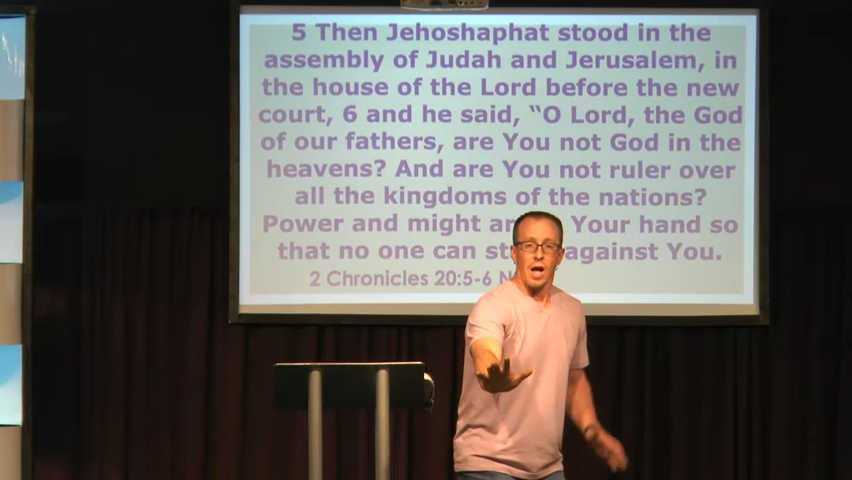 5 Then Jehoshaphat stood in the
assembly of Judah and Jerusalem, in
the house of the Lord before the new
court, 6 and he said, “O Lord, the God
of our fathers, are You not God in the
heavens? And are You not ruler over
all the kingdoms of the nations?
Power and might Your hand so
that no one can against You.
2 Chronicles 20:5-6